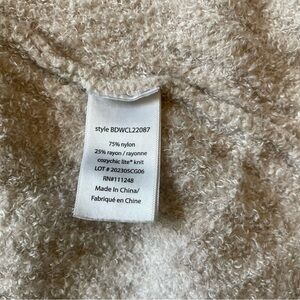 style BDWCL22087
75% nylon
25% rayon / rayonne
cozychic lite® knit
LOT # 20230SCG06
RN#111248
Made In China/
Fabriqué en Chine